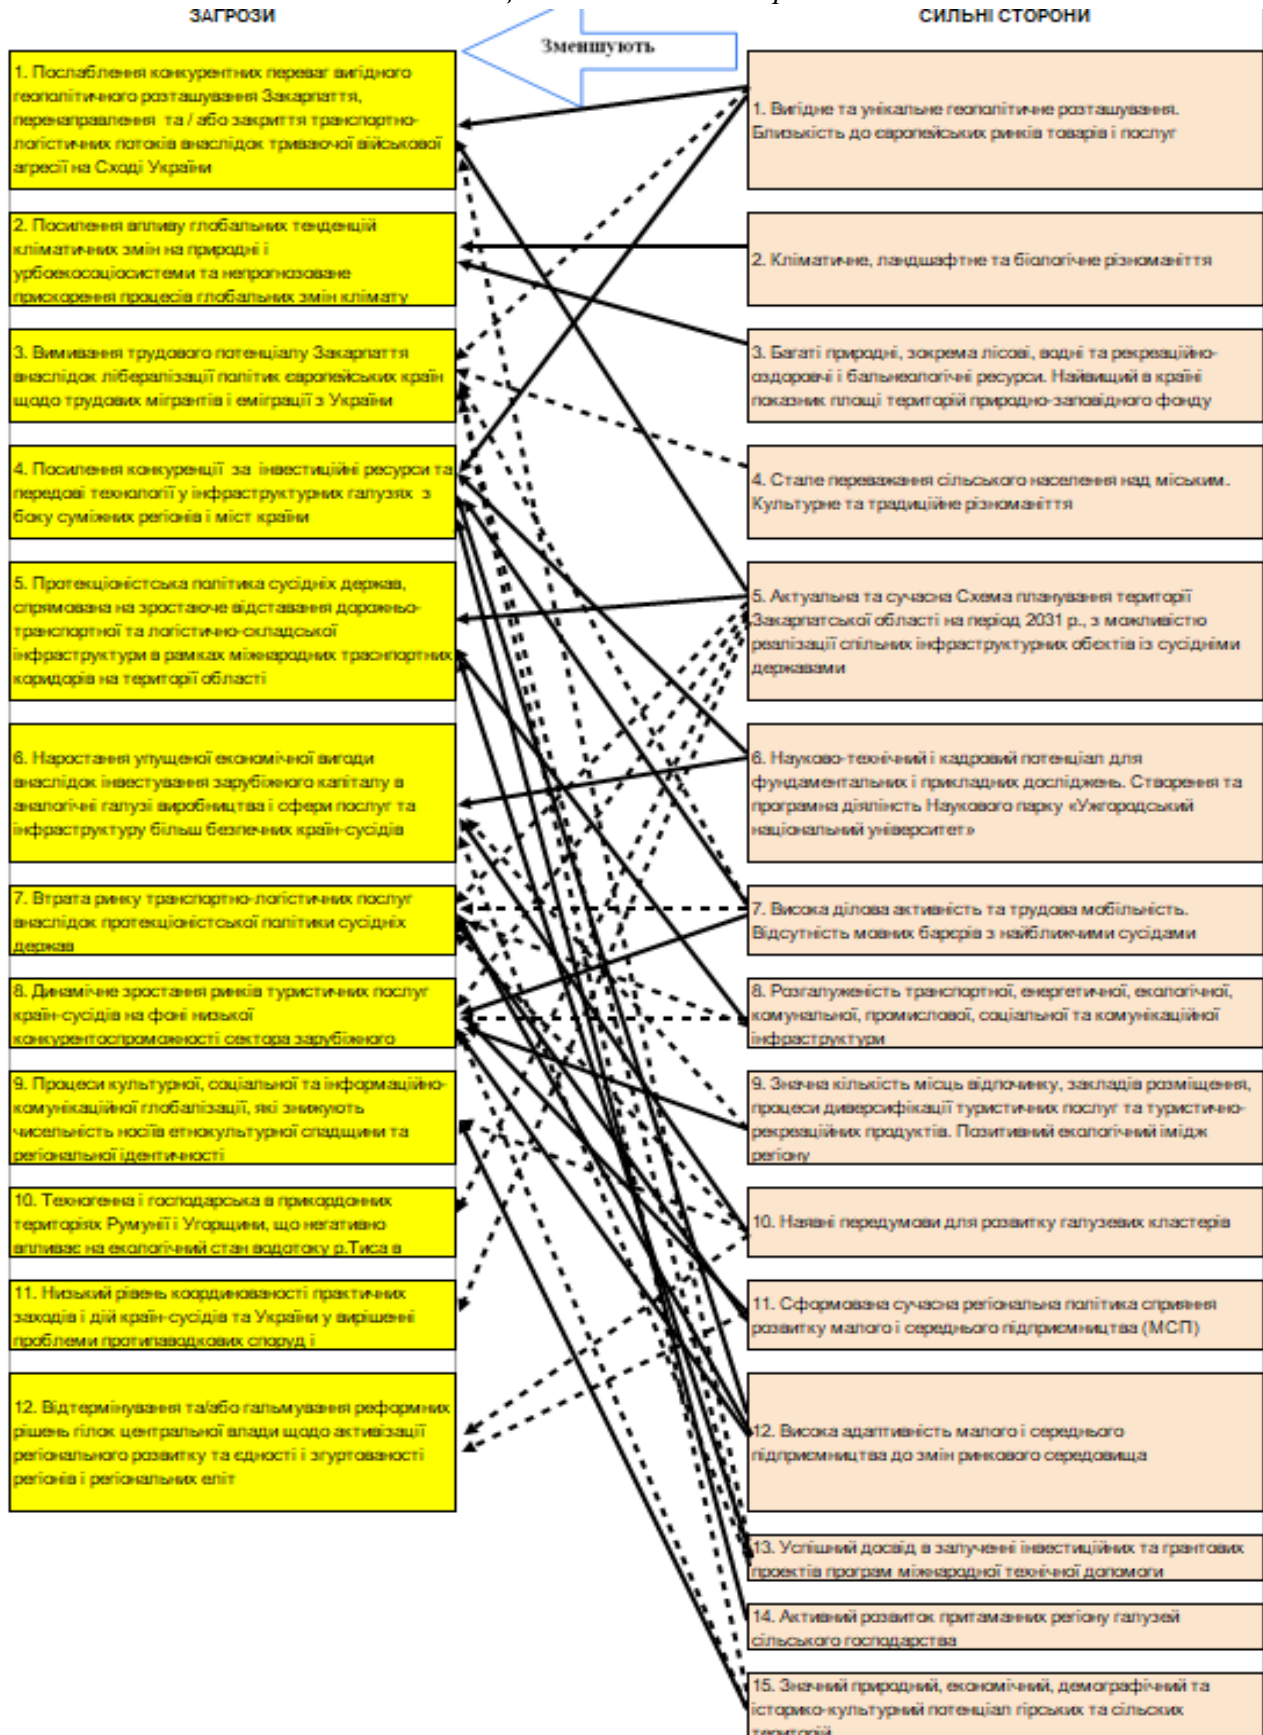 ЗАГРОЗИ
1. Послаблення конкурентних переваг вигідного
геополітичного розташування Закарпаття,
перенаправлення та / або закриття транспортно-
логістичних потоків внаслідок триваючої військової
агресії на Сході України
2. Посилення впливу глобальних тенденцій
кліматичних змін на природні і
урбоекосоціосистеми та непрогнозоване
прискорення процесів глобальних змін клімату
3. Вимивання трудового потенціалу Закарпаття
внаслідок лібералізації політик європейських країн
щодо трудових мігрантів і еміграції з України
4. Посилення конкуренції за інвестиційні ресурси та
передові технології у інфраструктурних галузях з
боку суміжних регіонів і міст країни
5. Протекціоністська політика сусідніх держав,
спрямована на зростаюче відставання дорожньо-
транспортної та логістично-складської
інфраструктури в рамках міжнародних траснпортних
коридорів на території області
6. Наростання упущеної економічної вигоди
внаслідок інвестування зарубіжного капіталу в
аналогічні галузі виробництва і сфери послуг та
інфраструктуру більш безпечних країн-сусідів
7. Втрата ринку транспортно-логістичних послуг
внаслідок протекціоністської політики сусідніх
держав
8. Динамічне зростання ринків туристичних послуг
країн-сусідів на фоні низької
конкурентоспроможності сектора зарубіжного
9. Процеси культурної, соціальної та інформаційно-
комунікаційної глобалізації, які знижують
чисельність носіїв етнокультурної спадщини та
регіональної ідентичності
10. Техногенна і господарська в прикордонних
територіях Румунії і Угорщини, що негативно
впливає на екологічний стан водотоку р.Тиса в
11. Низький рівень координованості практичних
заходів і дій країн-сусідів та України у вирішенні
проблеми протипаводкових споруд і
12. Відтермінування та/або гальмування реформних
рішень гілок центральної влади щодо активізації
регіонального розвитку та єдності і згуртованості
регіонів і регіональних еліт
Зменшують
СИЛЬНІ СТОРОНИ
1. Вигідне та унікальне геополітичне розташування.
Близькість до європейських ринків товарів і послуг
2. Кліматичне, ландшафтне та біологічне різноманіття
3. Багаті природні, зокрема лісові, водні та рекреаційно-
оздоровчі і бальнеологічні ресурси. Найвищий в країні
показник площі територій природно-заповідного фонду
4. Стале переважання сільського населення над міським.
Культурне та традиційне різноманіття
5. Актуальна та сучасна Схема планування території
Закарпатської області на період 2031 р., з можливістю
реалізації спільних інфраструктурних обєктів із сусідніми
державами
6. Науково-технічний і кадровий потенціал для
фундаментальних і прикладних досліджень. Створення та
програмна діялність Наукового парку «Ужгородський
національний університет»
7. Висока ділова активність та трудова мобільність.
Відсутність мовних барєрів з найближчими сусідами
8. Розгалуженість транспортної, енергетичної, екологічної,
комунальної, промислової, соціальної та комунікаційної
інфраструктури
9. Значна кількість місць відпочинку, закладів розміщення,
процеси диверсифікації туристичних послуг та туристично-
рекреаційних продуктів. Позитивний екологічний імідж
регіону
10. Наявні передумови для розвитку галузевих кластерів
11. Сформована сучасна регіональна політика сприяння
розвитку малого і середнього підприємництва (МСП)
12. Висока адаптивність малого і середнього
підприємництва до змін ринкового середовища
13. Успішний досвід в залученні інвестиційних та грантових
проектів програм міжнародної технічної допомоги
14. Активний розвиток притаманних регіону галузей
сільського господарства
15. Значний природний, економічний, демографічний та
історико-культурний потенціал гірських та сільских
територій